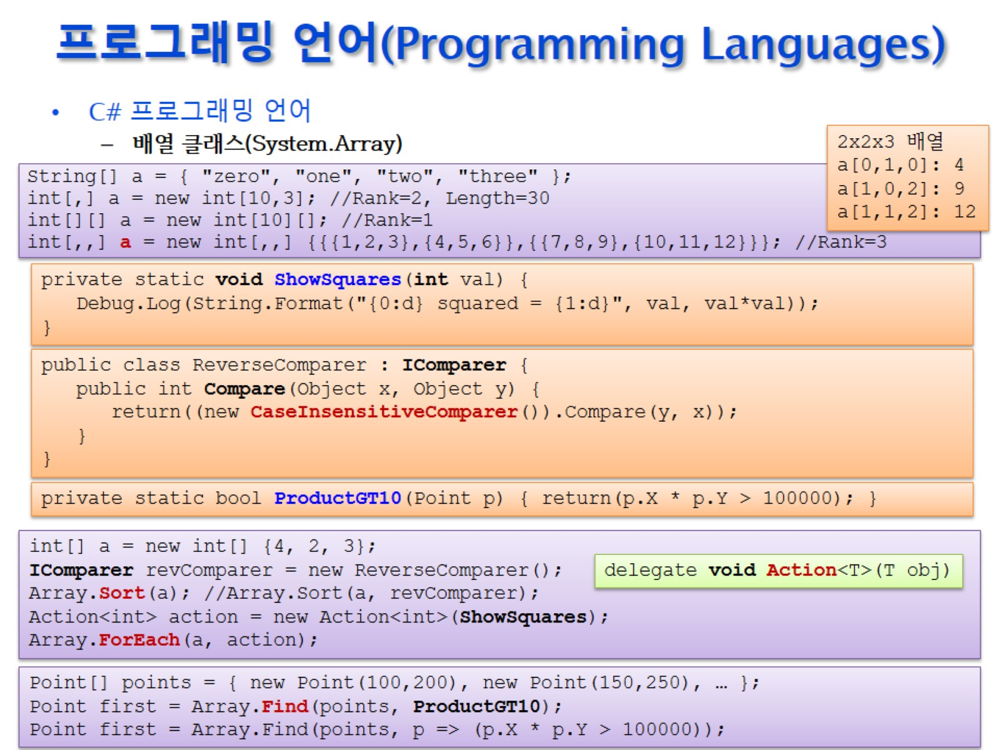 프로그래밍 언어(Programming Languages)
• C# 프로그래밍 언어
– 배열 클래스(System.Array)
2x2x3 배열
a[0,1,0]: 4
a[1,0,2]: 9
a[1,1,2]: 12
String[] a = { "zero", "one", "two", "three" };
int[,] a = new int[10,3]; //Rank=2, Length=30
int[][] a = new int[10][]; //Rank=1
int[,,] a = new int[,,] {{{1,2,3},{4,5,6}},{{7,8,9},{10,11,12}}}; //Rank=3
private static void ShowSquares(int val) {
Debug.Log(String.Format("{0:d} squared = {1:d}", val, val*val));
}
public class ReverseComparer : IComparer {
public int Compare(Object x, Object y) {
return((new CaseInsensitiveComparer()).Compare(y, x));
}
}
private static bool ProductGT10(Point p) { return(p.X * p.Y > 100000); }
int[] a = new int[] {4, 2, 3};
IComparer revComparer = new ReverseComparer();
delegate void Action<T>(T obj)
Array.Sort(a); //Array.Sort(a, revComparer);
Action<int> action = new Action<int>(ShowSquares);
Array.ForEach(a, action);
Point[] points = { new Point(100,200), new Point(150,250), … };
Point first = Array.Find(points, ProductGT10);
Point first = Array.Find(points, p => (p.X * p.Y > 100000));